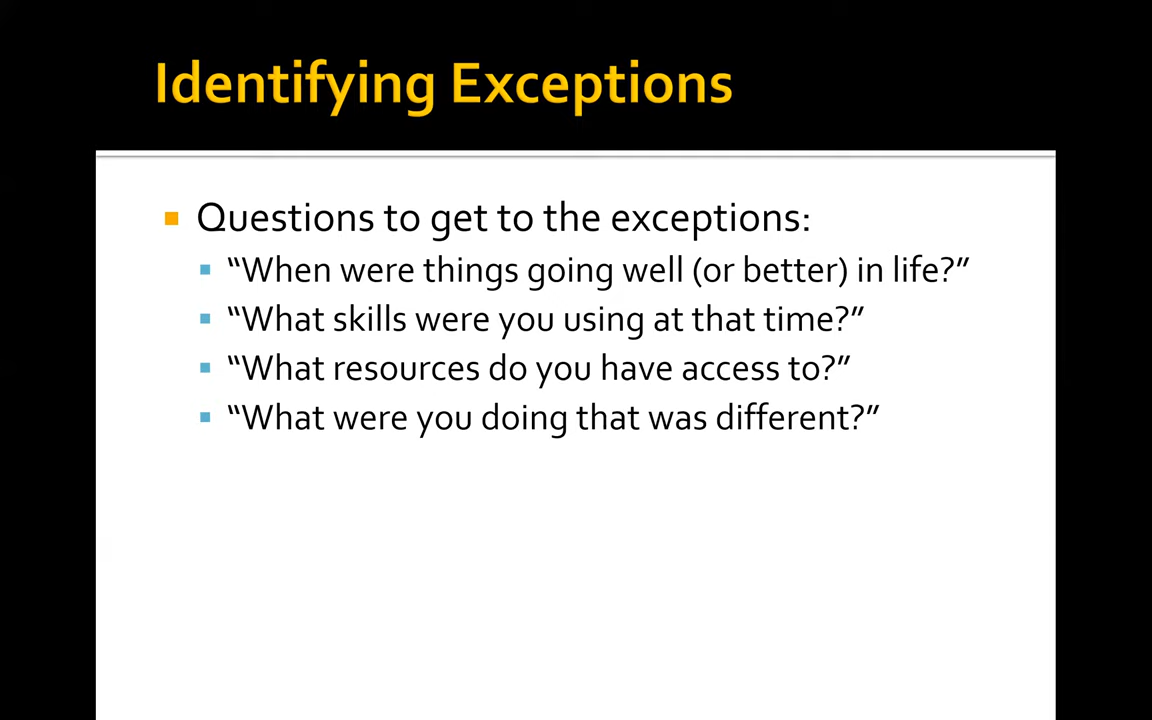 Identifying Exceptions
Questions to get to the exceptions:
“When were things going well (or better) in life?”
“What skills were you using at that time?”
“What resources do you have access to?”
“What were you doing that was different?”